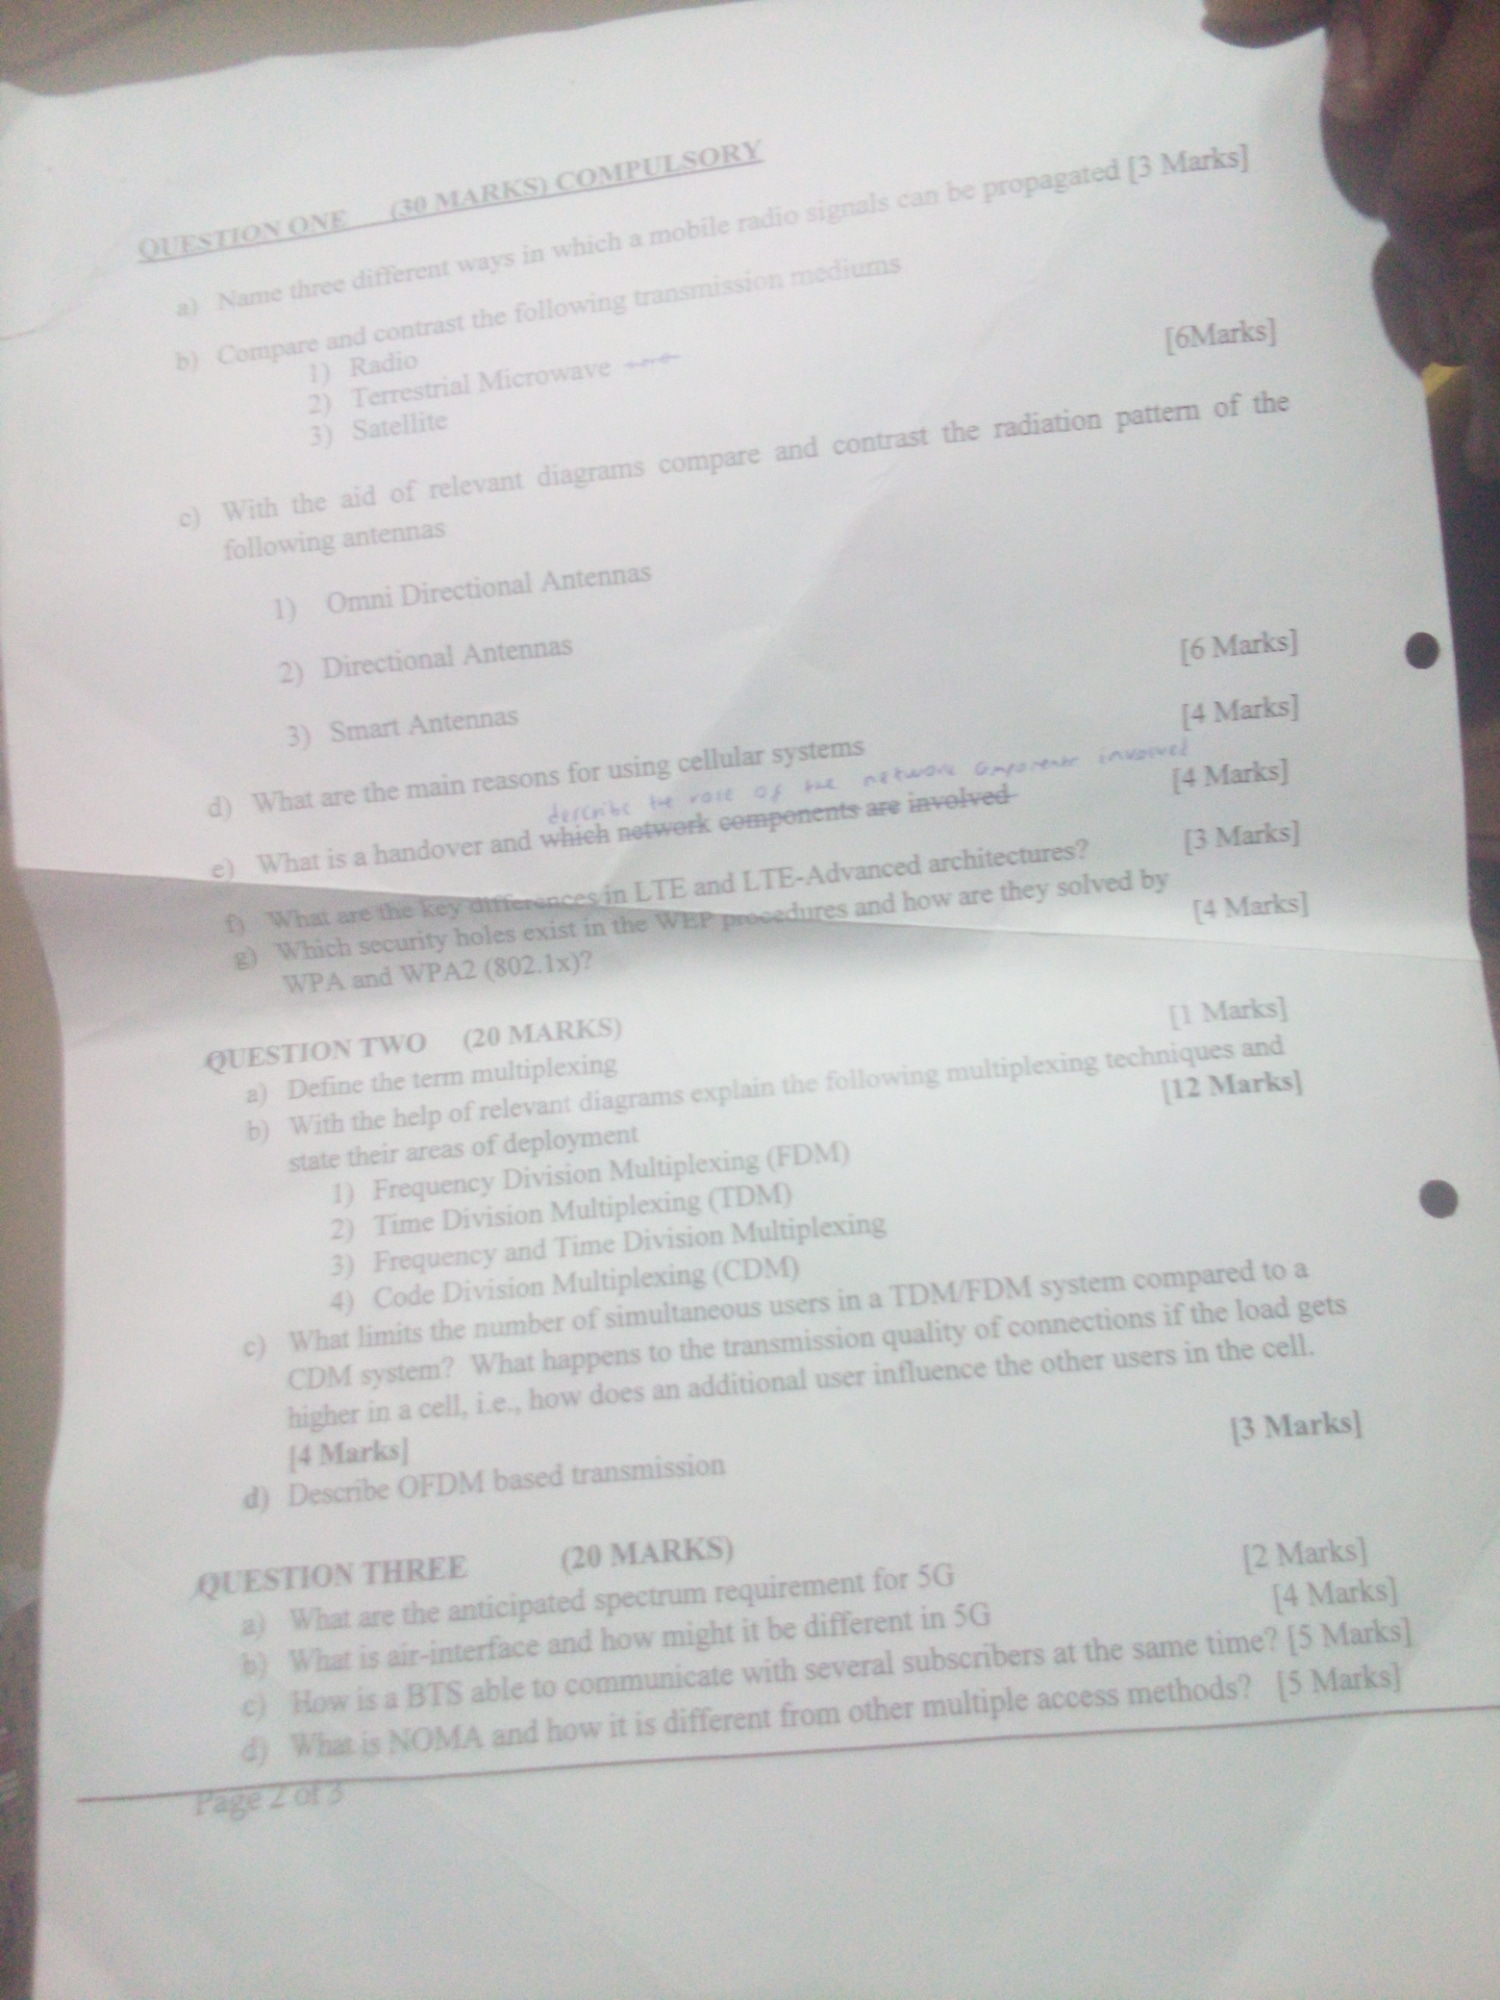 QUESTION ONE (30 MARKS) COMPULSORY
a) Name three different ways in which a mobile radio signals can be propagated [3 Marks]
b) Compare and contrast the following transmission mediums
1) Radio
2) Terrestrial Microwave
3) Satellite [6Marks]
c) With the aid of relevant diagrams compare and contrast the radiation pattern of the
following antennas
1) Omni Directional Antennas
2) Directional Antennas
3) Smart Antennas [6 Marks]
d) What are the main reasons for using cellular systems [4 Marks]
describe the role of the network components involved
e) What is a handover and which network components are involved [4 Marks]
f) What are the key differences in LTE and LTE-Advanced architectures? [3 Marks]
g) Which security holes exist in the WEP procedures and how are they solved by
WPA and WPA2 (802.1x)? [4 Marks]
QUESTION TWO (20 MARKS)
a) Define the term multiplexing [1 Marks]
b) With the help of relevant diagrams explain the following multiplexing techniques and
state their areas of deployment [12 Marks]
1) Frequency Division Multiplexing (FDM)
2) Time Division Multiplexing (TDM)
3) Frequency and Time Division Multiplexing
4) Code Division Multiplexing (CDM)
c) What limits the number of simultaneous users in a TDM/FDM system compared to a
CDM system? What happens to the transmission quality of connections if the load gets
higher in a cell, i.e., how does an additional user influence the other users in the cell.
[4 Marks]
d) Describe OFDM based transmission [3 Marks]
QUESTION THREE (20 MARKS)
a) What are the anticipated spectrum requirement for 5G [2 Marks]
b) What is air-interface and how might it be different in 5G [4 Marks]
c) How is a BTS able to communicate with several subscribers at the same time? [5 Marks]
d) What is NOMA and how it is different from other multiple access methods? [5 Marks]
Page 2 of 3